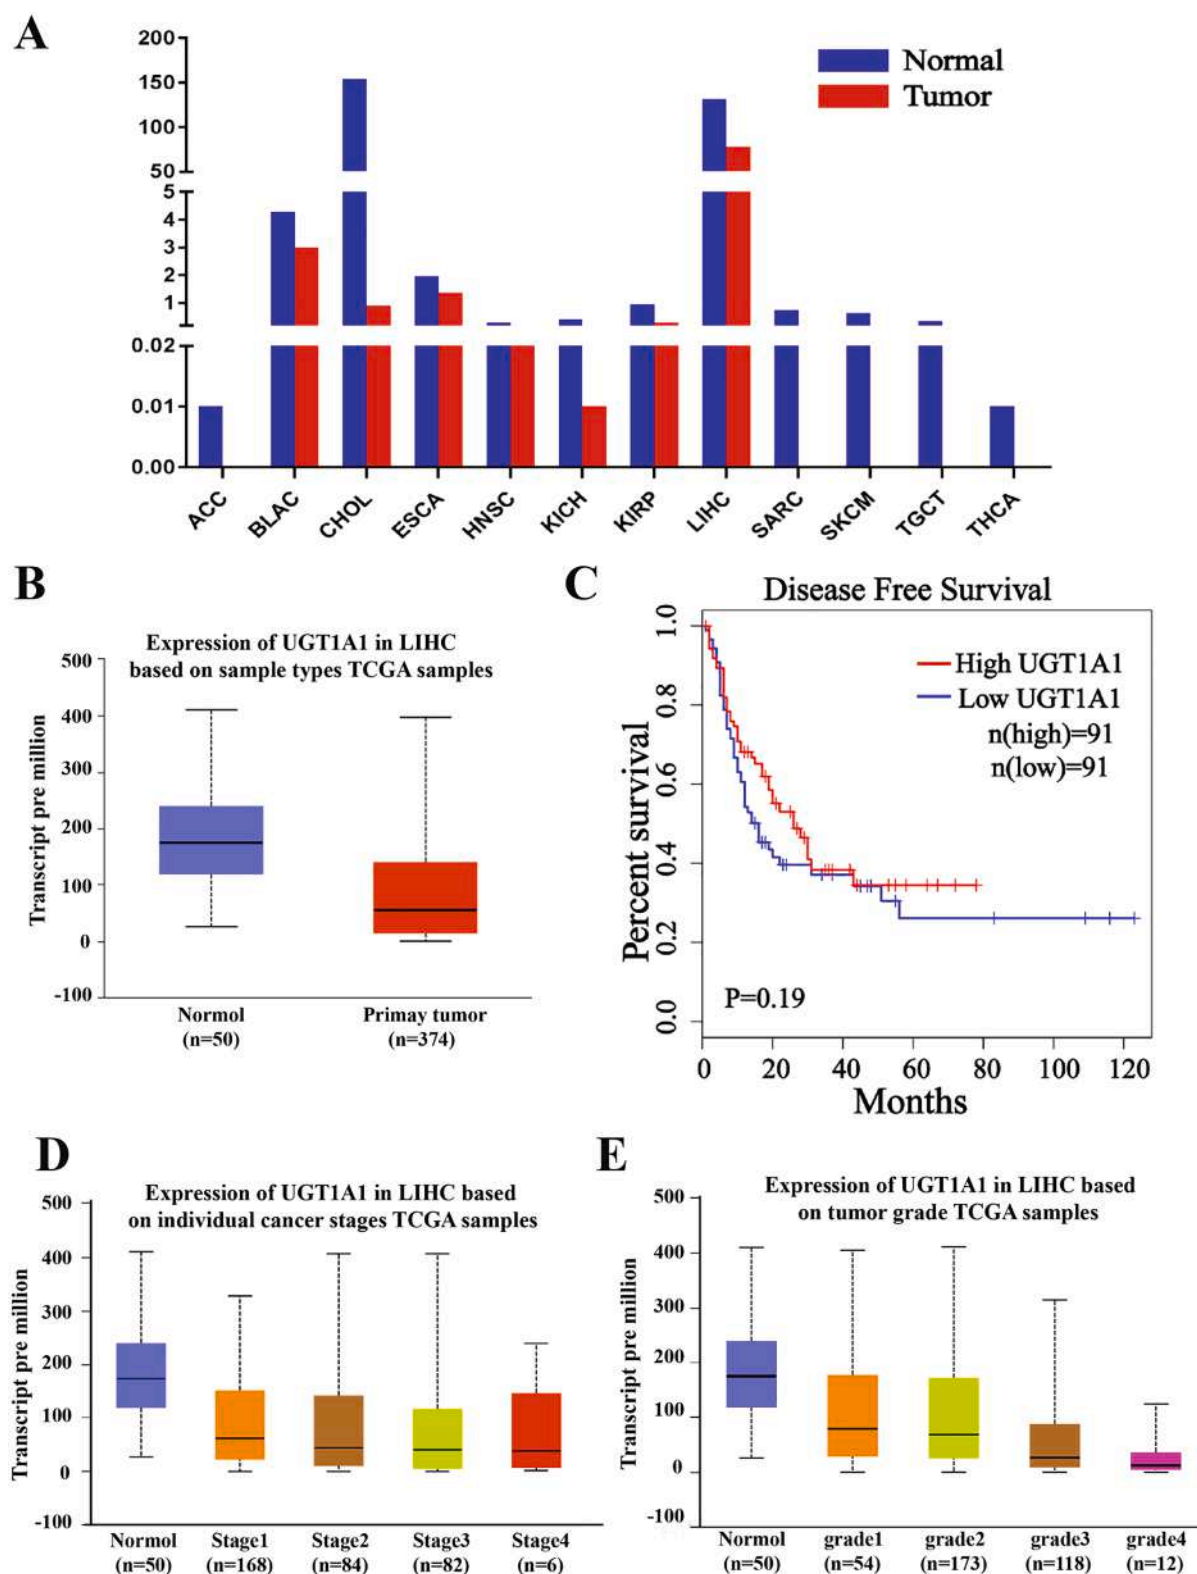 A
200
150
100
50
5
4
3
2
1
0.02
0.01
0.00
Normal
Tumor
ACC
BLAC
CHOL
ESCA
HNSC
KICH
KIRP
LIHC
SARC
SKCM
TGCT
THCA
B
Expression of UGT1A1 in LIHC
based on sample types TCGA samples
Transcript pre million
500
400
300
200
100
0
-100
Normol
(n=50)
Primay tumor
(n=374)
C
Disease Free Survival
Percent survival
1.0
0.8
0.6
0.4
0.2
0.0
High UGT1A1
Low UGT1A1
n(high)=91
n(low)=91
P=0.19
0 20 40 60 80 100 120
Months
D
Expression of UGT1A1 in LIHC based
on individual cancer stages TCGA samples
Transcript pre million
500
400
300
200
100
0
-100
Normol
(n=50)
Stage1
(n=168)
Stage2
(n=84)
Stage3
(n=82)
Stage4
(n=6)
E
Expression of UGT1A1 in LIHC based
on tumor grade TCGA samples
Transcript pre million
500
400
300
200
100
0
-100
Normol
(n=50)
grade1
(n=54)
grade2
(n=173)
grade3
(n=118)
grade4
(n=12)